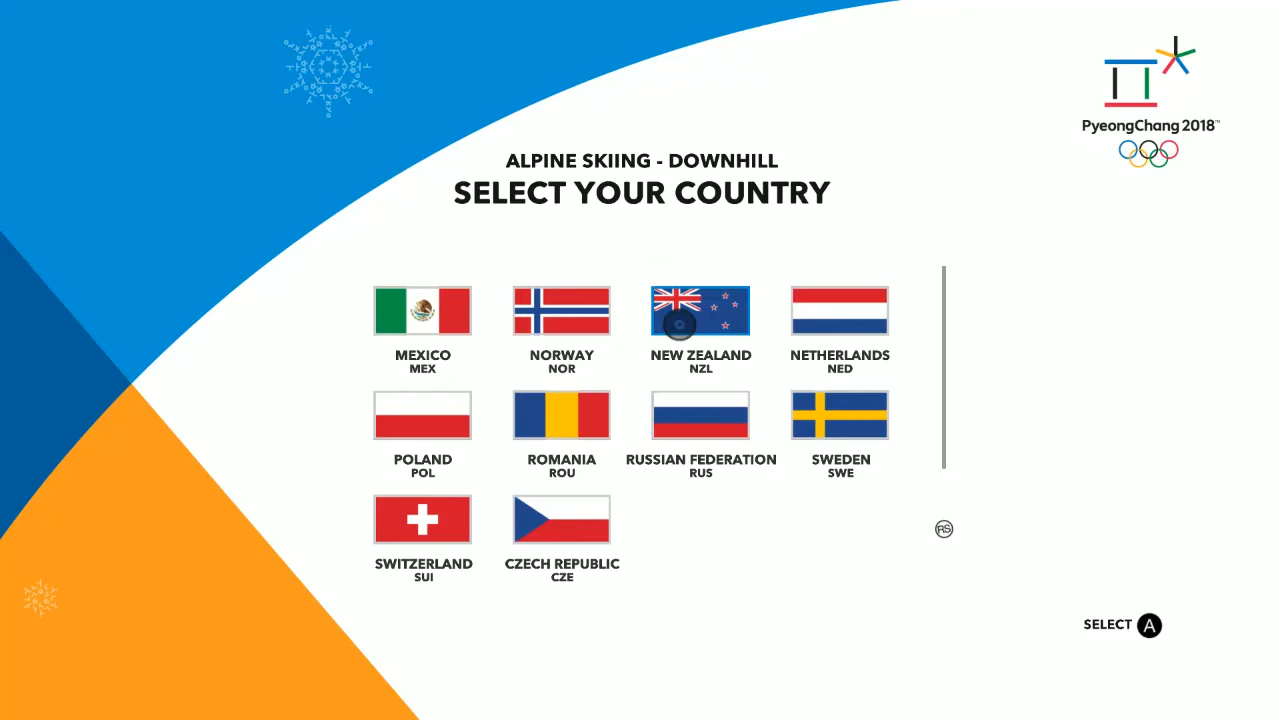 PyeongChang 2018™
ALPINE SKIING - DOWNHILL
SELECT YOUR COUNTRY
MEXICO
MEX
NORWAY
NOR
NEW ZEALAND
NZL
NETHERLANDS
NED
POLAND
POL
ROMANIA
ROU
RUSSIAN FEDERATION
RUS
SWEDEN
SWE
SWITZERLAND
SUI
CZECH REPUBLIC
CZE
RS
SELECT A